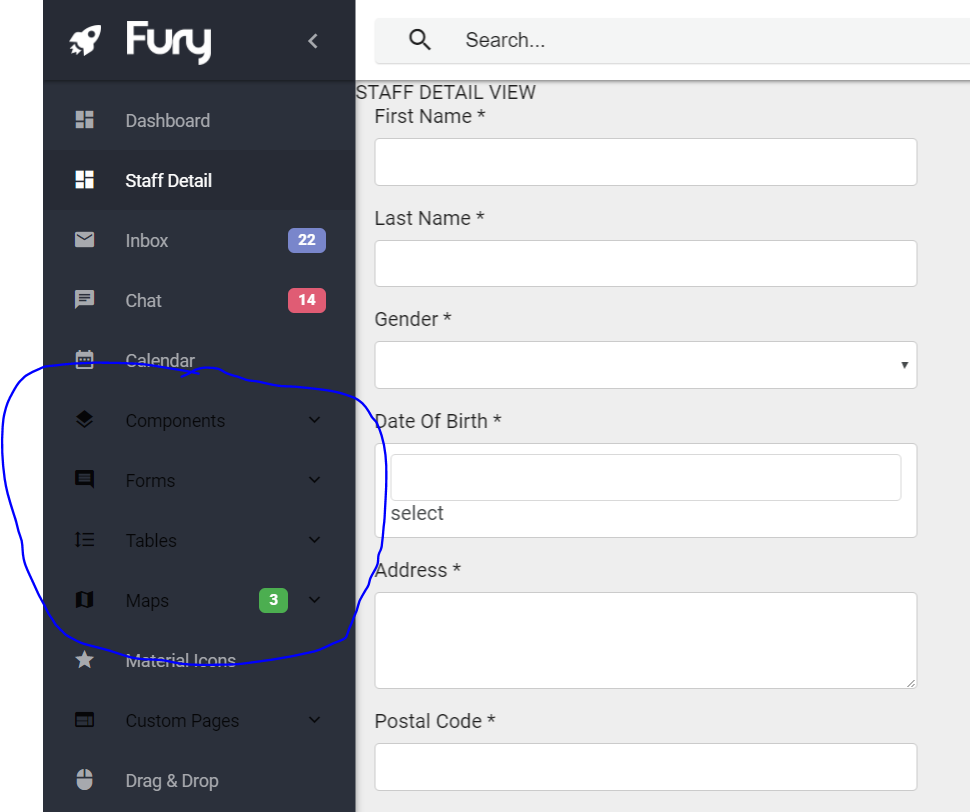 Fury
Search...
Dashboard
Staff Detail
Inbox 22
Chat 14
Calendar
Components
Forms
Tables
Maps 3
Material Icons
Custom Pages
Drag & Drop
STAFF DETAIL VIEW
First Name *
Last Name *
Gender *
Date Of Birth *
select
Address *
Postal Code *